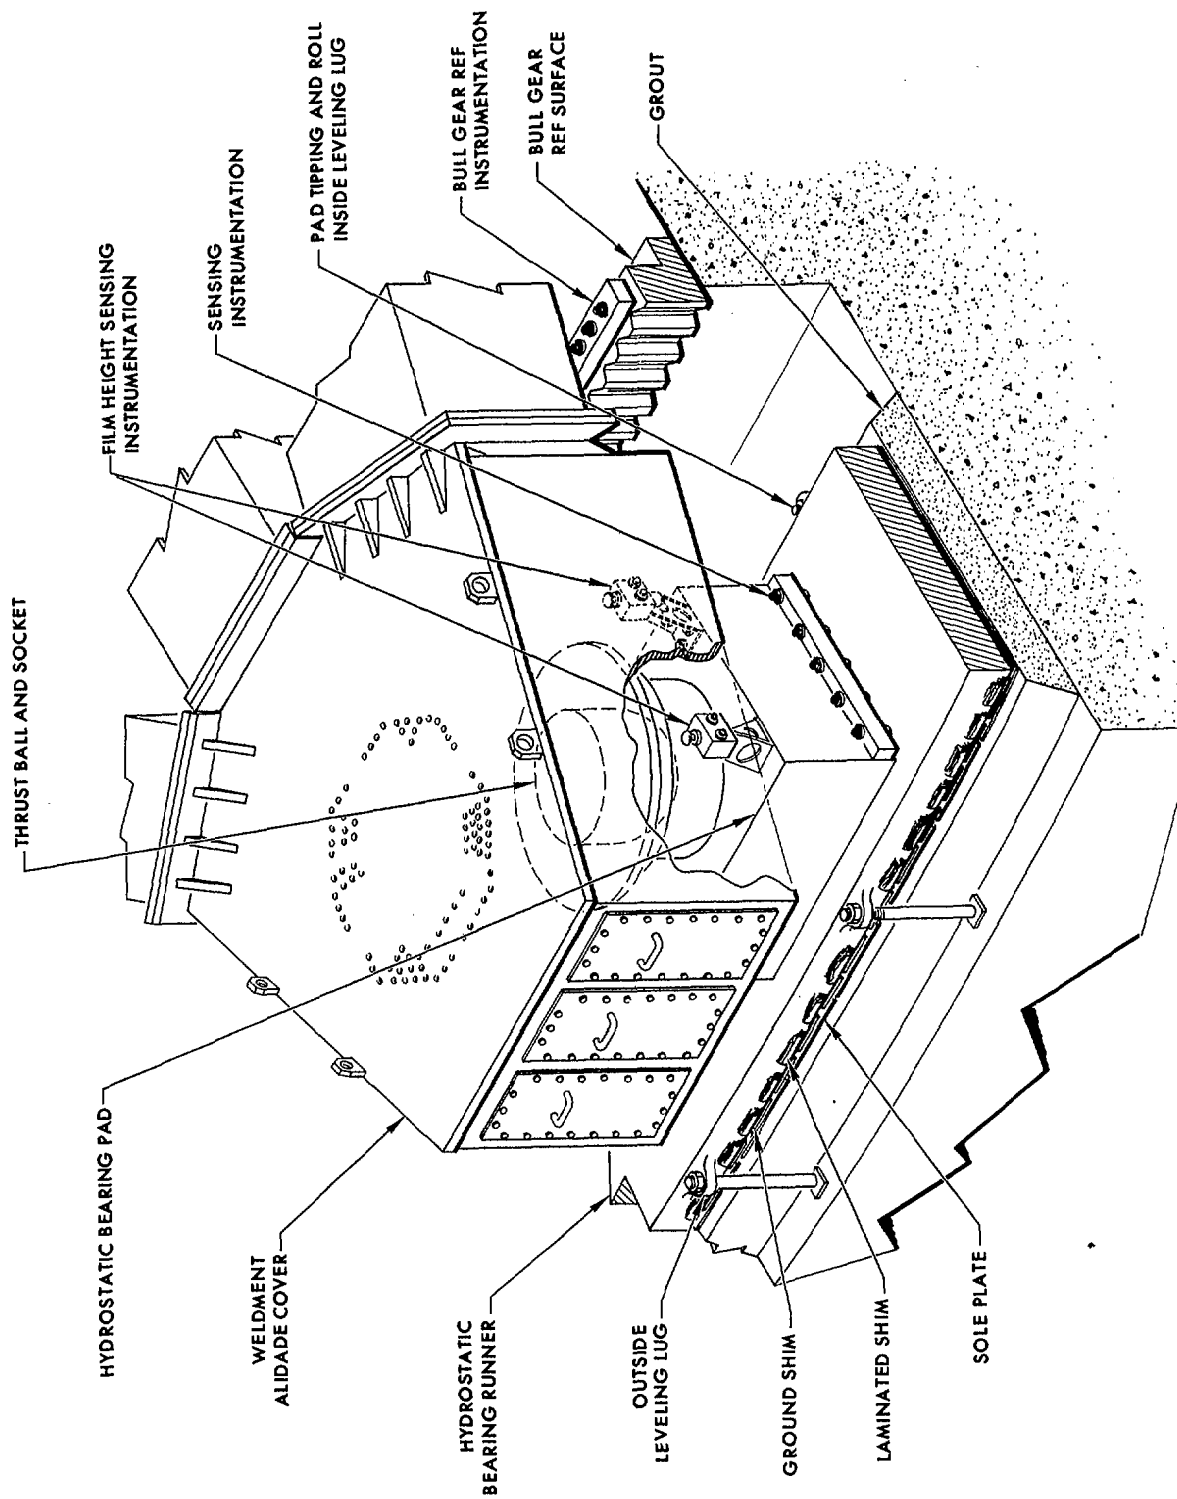 THRUST BALL AND SOCKET
FILM HEIGHT SENSING
INSTRUMENTATION
SENSING
INSTRUMENTATION
PAD TIPPING AND ROLL
INSIDE LEVELING LUG
BULL GEAR REF
INSTRUMENTATION
BULL GEAR
REF SURFACE
GROUT
HYDROSTATIC BEARING PAD
WELDMENT
ALIDADE COVER
HYDROSTATIC
BEARING RUNNER
OUTSIDE
LEVELING LUG
GROUND SHIM
LAMINATED SHIM
SOLE PLATE